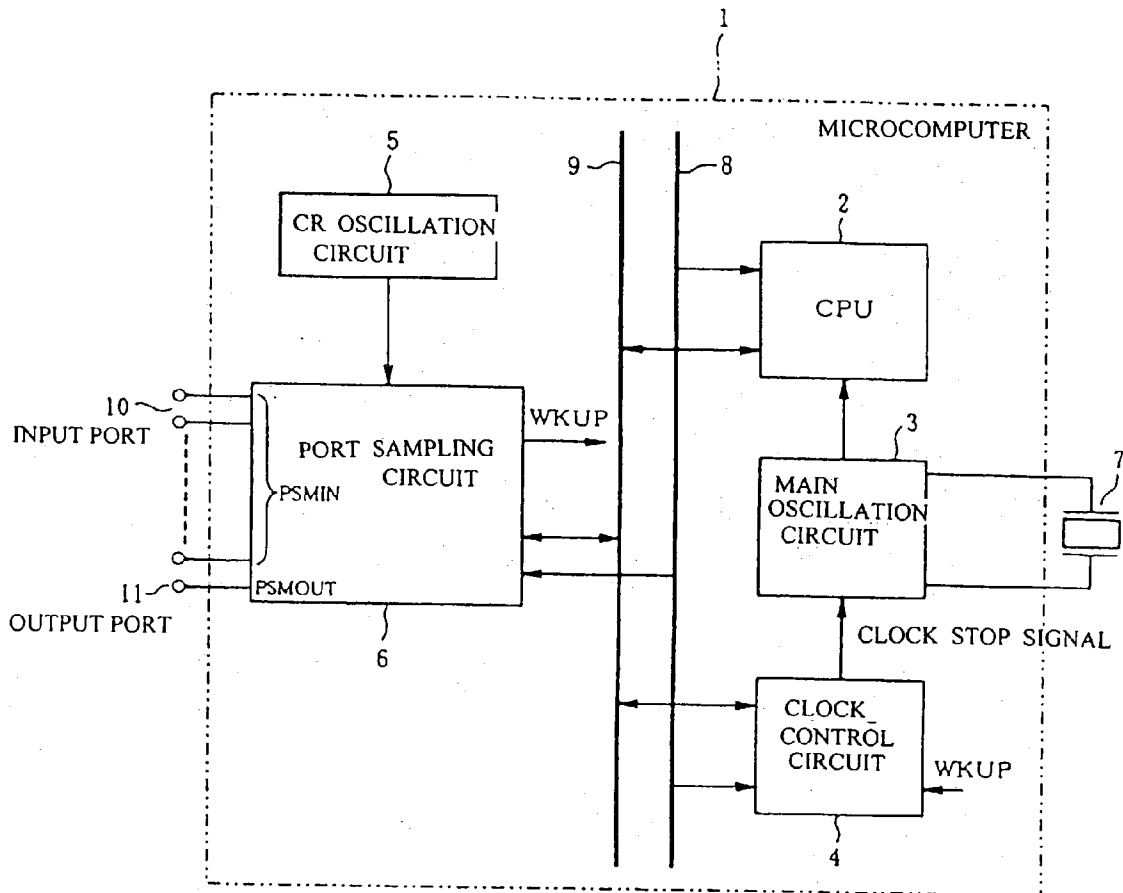 1
MICROCOMPUTER
5
9
8
2
CR OSCILLATION
CIRCUIT
CPU
10
INPUT PORT
WKUP
PORT SAMPLING
CIRCUIT
PSMIN
3
7
MAIN
OSCILLATION
CIRCUIT
11
PSMOUT
OUTPUT PORT
6
CLOCK STOP SIGNAL
CLOCK
CONTROL
CIRCUIT
WKUP
4